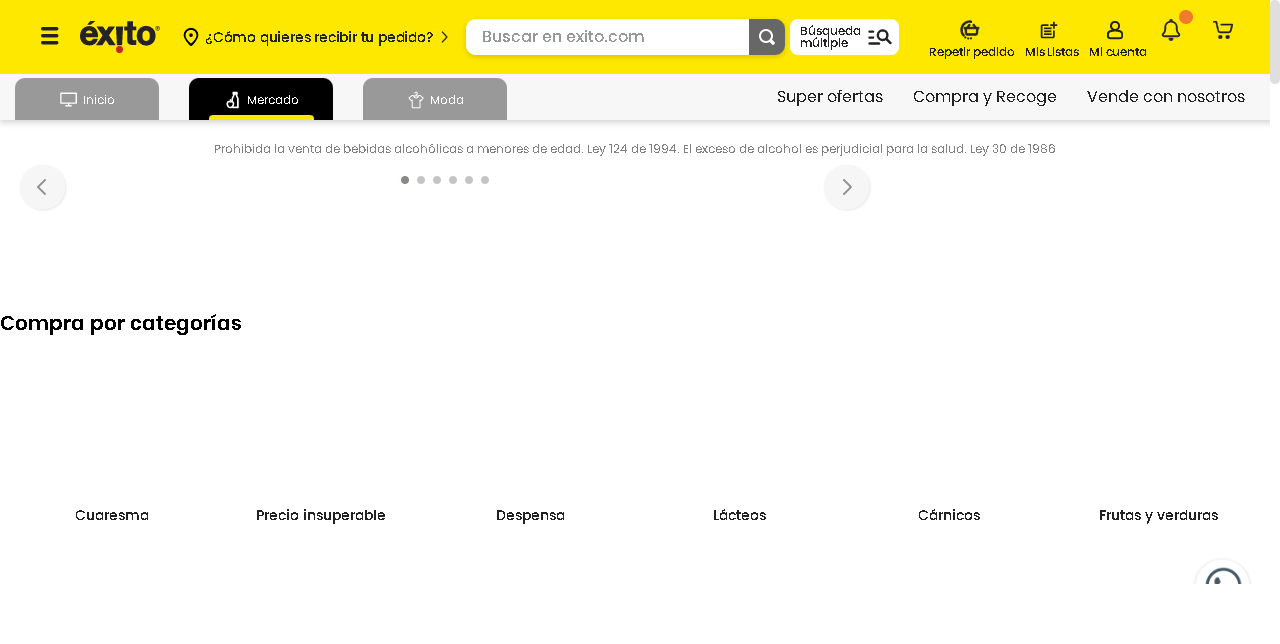 éxito
¿Cómo quieres recibir tu pedido?
Buscar en exito.com
Búsqueda
múltiple
Repetir pedido
Mis Listas
Mi cuenta
Inicio
Mercado
Moda
Super ofertas
Compra y Recoge
Vende con nosotros
Prohibida la venta de bebidas alcohólicas a menores de edad. Ley 124 de 1994. El exceso de alcohol es perjudicial para la salud. Ley 30 de 1986
Compra por categorías
Cuaresma
Precio insuperable
Despensa
Lácteos
Cárnicos
Frutas y verduras